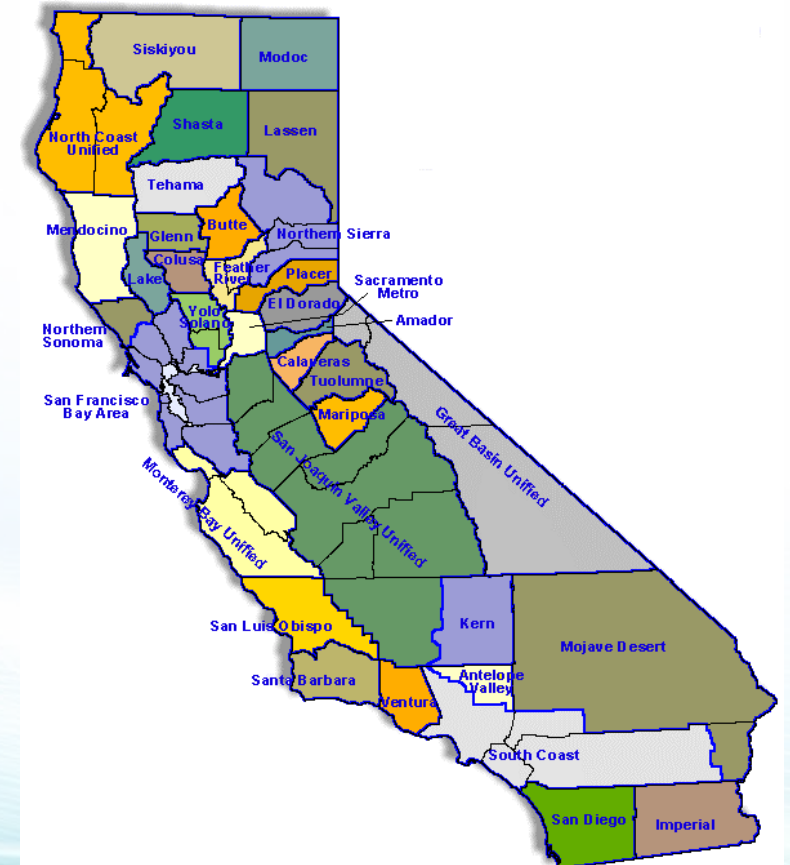 Siskiyou
Modoc
Shasta
Lassen
North Coast
Unified
Tehama
Mendocino
Butte
Glenn
Northern Sierra
Colusa
Feather
River
Lake
Placer
Sacramento
Metro
El Dorado
Yolo
Solano
Amador
Northern
Sonoma
Calaveras
Tuolumne
San Francisco
Bay Area
Mariposa
Great Basin Unified
San Joaquin Valley Unified
Monterey Bay Unified
San Luis Obispo
Kern
Mojave Desert
Santa Barbara
Antelope
Valley
Ventura
South Coast
San Diego
Imperial